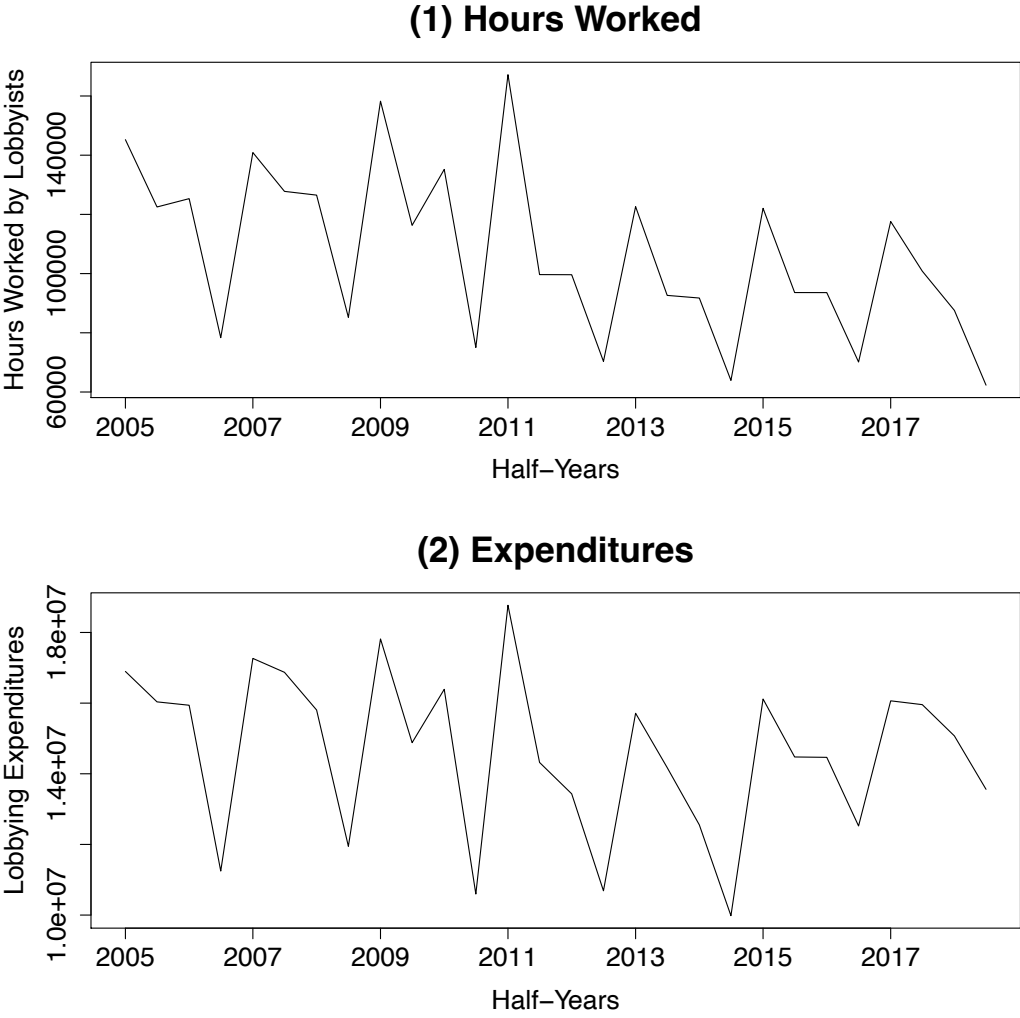 (1) Hours Worked
Hours Worked by Lobbyists
140000
100000
60000
2005 2007 2009 2011 2013 2015 2017
Half−Years
(2) Expenditures
Lobbying Expenditures
1.8e+07
1.4e+07
1.0e+07
2005 2007 2009 2011 2013 2015 2017
Half−Years